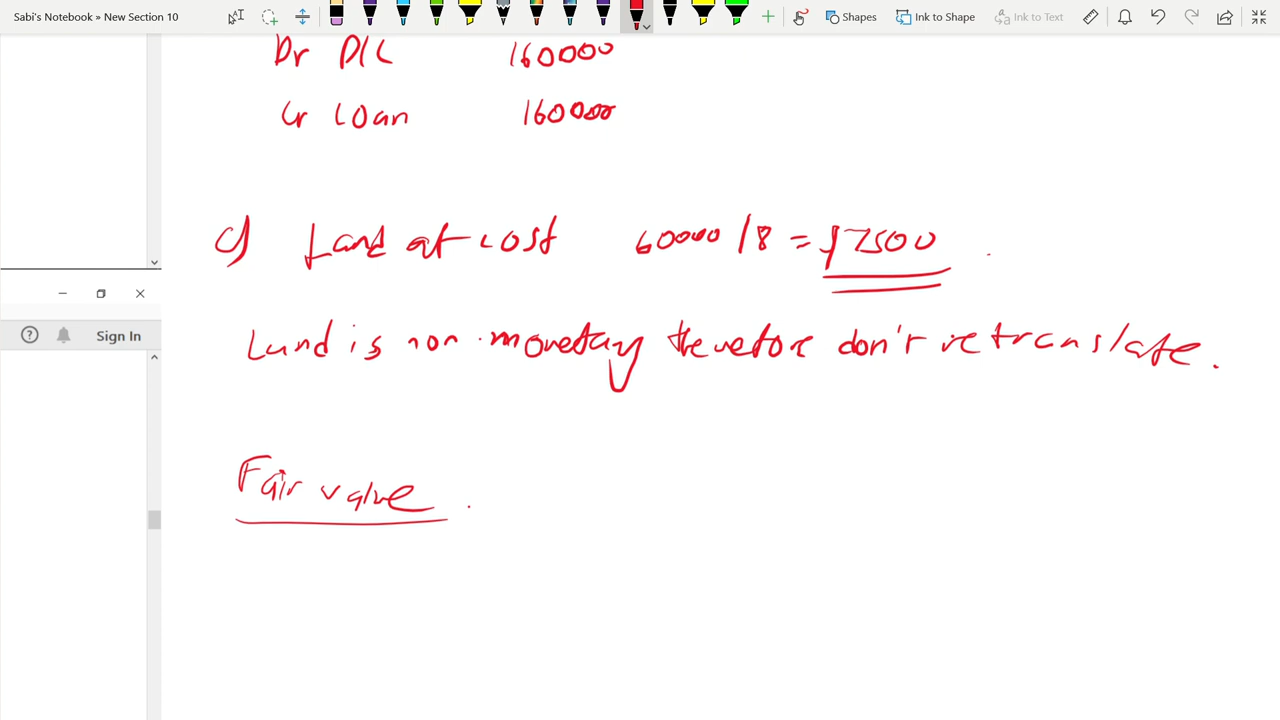 Sabi's Notebook » New Section 10
Shapes
Ink to Shape
Ink to Text
Dr P/L 160000
Cr Loan 160000
c) Land at cost 60000/8 = $7500
Sign In
Land is non-monetary therefore don't retranslate.
Fair value.